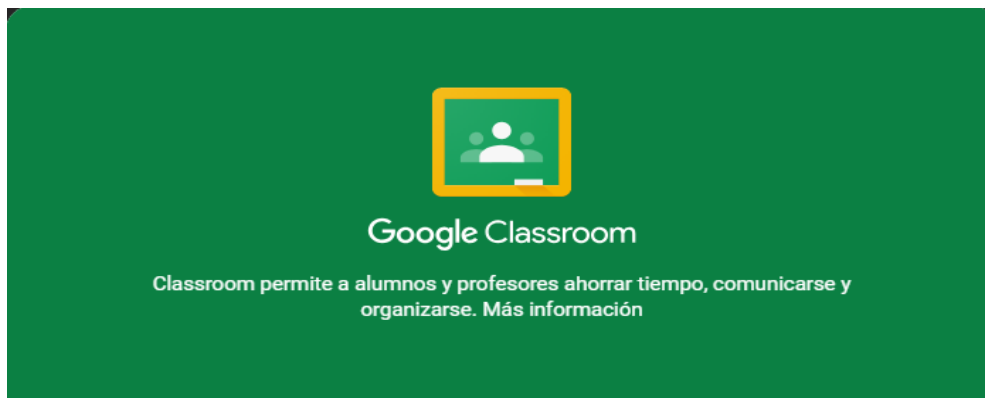 Google Classroom
Classroom permite a alumnos y profesores ahorrar tiempo, comunicarse y
organizarse. Más información